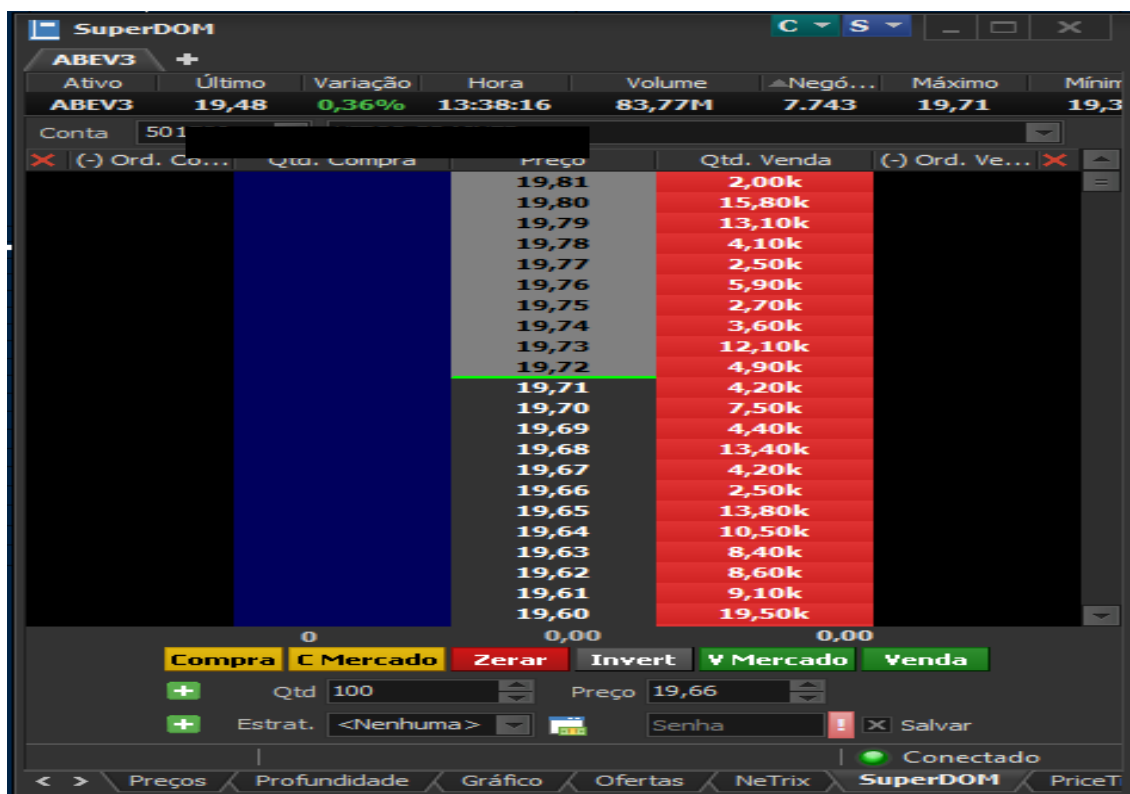 SuperDOM C S
ABEV3
Ativo Último Variação Hora Volume Negó... Máximo Mínim
ABEV3 19,48 0,36% 13:38:16 83,77M 7.743 19,71 19,3
Conta 501
(-) Ord. Co... Qtd. Compra Preço Qtd. Venda (-) Ord. Ve...
19,81 2,00k
19,80 15,80k
19,79 13,10k
19,78 4,10k
19,77 2,50k
19,76 5,90k
19,75 2,70k
19,74 3,60k
19,73 12,10k
19,72 4,90k
19,71 4,20k
19,70 7,50k
19,69 4,40k
19,68 13,40k
19,67 4,20k
19,66 2,50k
19,65 13,80k
19,64 10,50k
19,63 8,40k
19,62 8,60k
19,61 9,10k
19,60 19,50k
0 0,00 0,00
Compra C Mercado Zerar Invert V Mercado Venda
Qtd 100 Preço 19,66
Estrat. <Nenhuma> Senha ! Salvar
Conectado
< > Preços Profundidade Gráfico Ofertas NeTrix SuperDOM PriceT